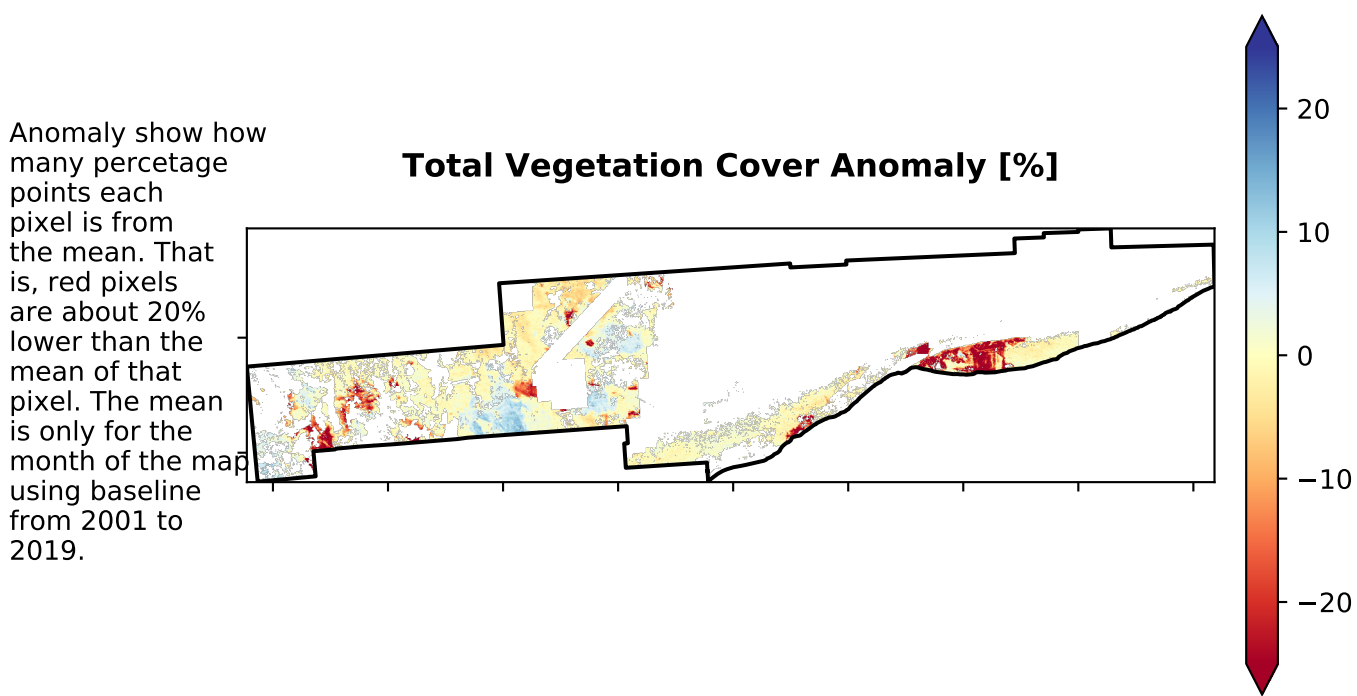 Anomaly show how
many percetage
points each
pixel is from
the mean. That
is, red pixels
are about 20%
lower than the
mean of that
pixel. The mean
is only for the
month of the map
using baseline
from 2001 to
2019.
Total Vegetation Cover Anomaly [%]
20
10
0
−10
−20